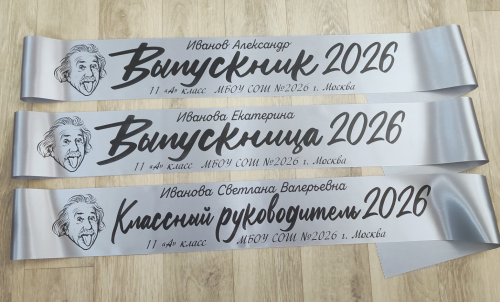 Иванов Александр
Выпускник 2026
11 «А» класс МБОУ СОШ №2026 г. Москва
Иванова Екатерина
Выпускница 2026
11 «А» класс МБОУ СОШ №2026 г. Москва
Иванова Светлана Валерьевна
Классный руководитель 2026
11 «А» класс МБОУ СОШ №2026 г. Москва